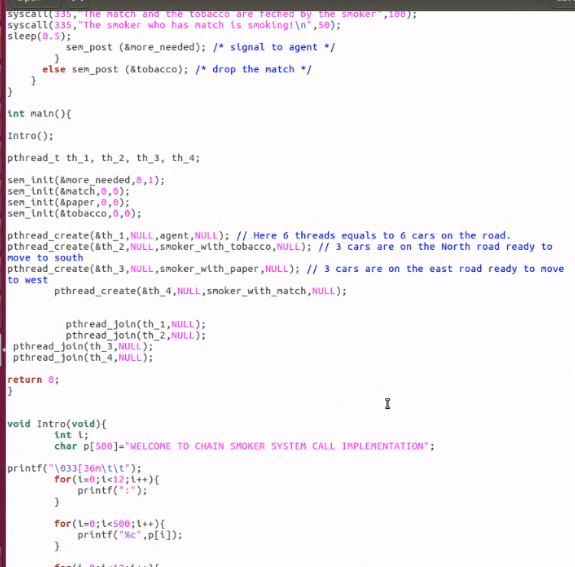 syscall(335,"The match and the tobacco are feched by the smoker",100);
syscall(335,"The smoker who has match is smoking!\n",50);
sleep(0.5);
sem_post (&more_needed); /* signal to agent */
}
else sem_post (&tobacco); /* drop the match */
}
}
int main(){
Intro();
pthread_t th_1, th_2, th_3, th_4;
sem_init(&more_needed,0,1);
sem_init(&match,0,0);
sem_init(&paper,0,0);
sem_init(&tobacco,0,0);
pthread_create(&th_1,NULL,agent,NULL); // Here 6 threads equals to 6 cars on the road.
pthread_create(&th_2,NULL,smoker_with_tobacco,NULL); // 3 cars are on the North road ready to
move to south
pthread_create(&th_3,NULL,smoker_with_paper,NULL); // 3 cars are on the east road ready to move
to west
pthread_create(&th_4,NULL,smoker_with_match,NULL);
pthread_join(th_1,NULL);
pthread_join(th_2,NULL);
pthread_join(th_3,NULL);
pthread_join(th_4,NULL);
return 0;
}
void Intro(void){
int i;
char p[500]="WELCOME TO CHAIN SMOKER SYSTEM CALL IMPLEMENTATION";
printf("\033[36m\t\t");
for(i=0;i<12;i++){
printf(":");
}
for(i=0;i<500;i++){
printf("%c",p[i]);
}
for(i=0;i<12;i++){